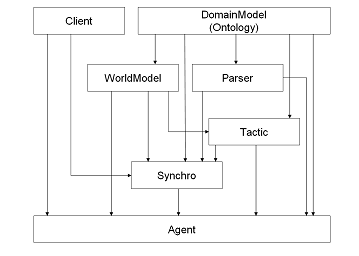 Client
DomainModel
(Ontology)
WorldModel
Parser
Tactic
Synchro
Agent